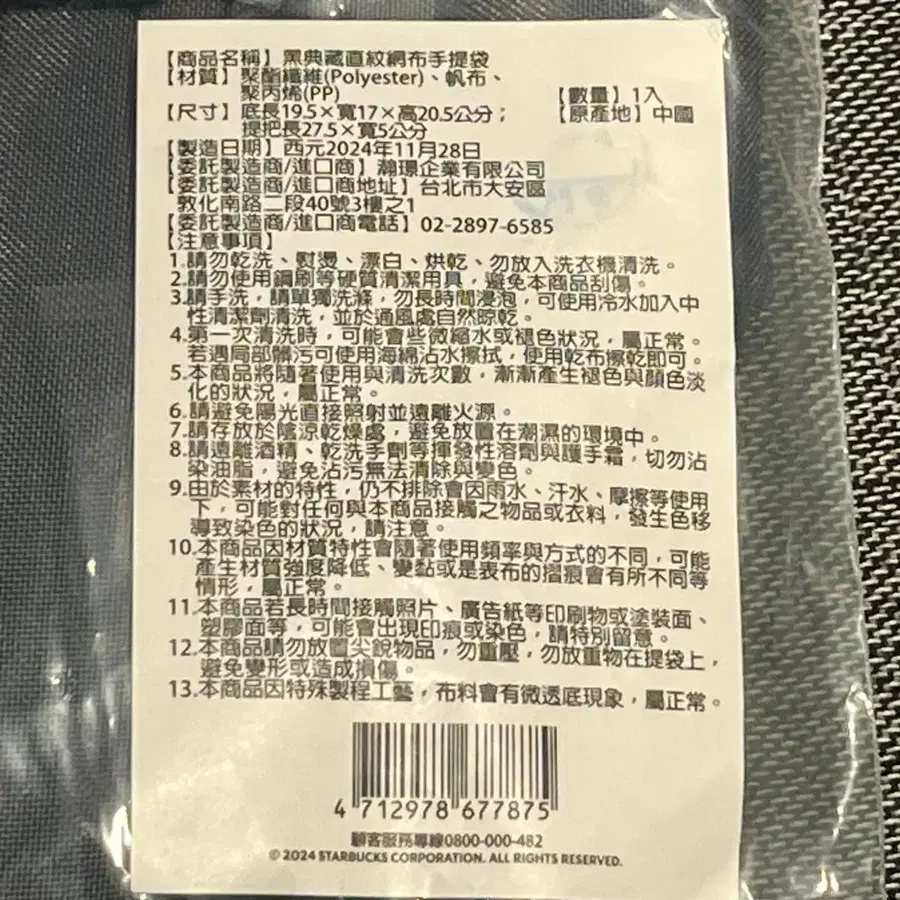 【商品名稱】黑典藏直紋網布手提袋
【材質】聚酯纖維(Polyester)、帆布、
聚丙烯(PP) 【數量】1入
【尺寸】底長19.5×寬17×高20.5公分； 【原產地】中國
提把長27.5×寬5公分
【製造日期】西元2024年11月28日
【委託製造商/進口商】瀚璟企業有限公司
【委託製造商/進口商地址】台北市大安區
敦化南路二段40號3樓之1
【委託製造商/進口商電話】02-2897-6585
【注意事項】
1.請勿乾洗、熨燙、漂白、烘乾、勿放入洗衣機清洗。
2.請勿使用鋼刷等硬質清潔用具，避免本商品刮傷。
3.請手洗，請單獨洗滌，勿長時間浸泡，可使用冷水加入中
性清潔劑清洗，並於通風處自然晾乾。
4.第一次清洗時，可能會些微縮水或褪色狀況，屬正常。
若遇局部髒污可使用海綿沾水擦拭，使用乾布擦乾即可。
5.本商品將隨著使用與清洗次數，漸漸產生褪色與顏色淡
化的狀況，屬正常。
6.請避免陽光直接照射並遠離火源。
7.請存放於陰涼乾燥處，避免放置在潮濕的環境中。
8.請遠離酒精、乾洗手劑等揮發性溶劑與護手霜，切勿沾
染油脂，避免沾污無法清除與變色。
9.由於素材的特性，仍不排除會因雨水、汗水、摩擦等使用
下，可能對任何與本商品接觸之物品或衣料，發生色移
導致染色的狀況，請注意。
10.本商品因材質特性會隨著使用頻率與方式的不同，可能
產生材質強度降低、變黏或是表布的摺痕會有所不同等
情形，屬正常。
11.本商品若長時間接觸照片、廣告紙等印刷物或塗裝面、
塑膠面等，可能會出現印痕或染色，請特別留意。
12.本商品請勿放置尖銳物品，勿重壓，勿放重物在提袋上，
避免變形或造成損傷。
13.本商品因特殊製程工藝，布料會有微透底現象，屬正常。
4 712978 677875
顧客服務專線0800-000-482
© 2024 STARBUCKS CORPORATION. ALL RIGHTS RESERVED.